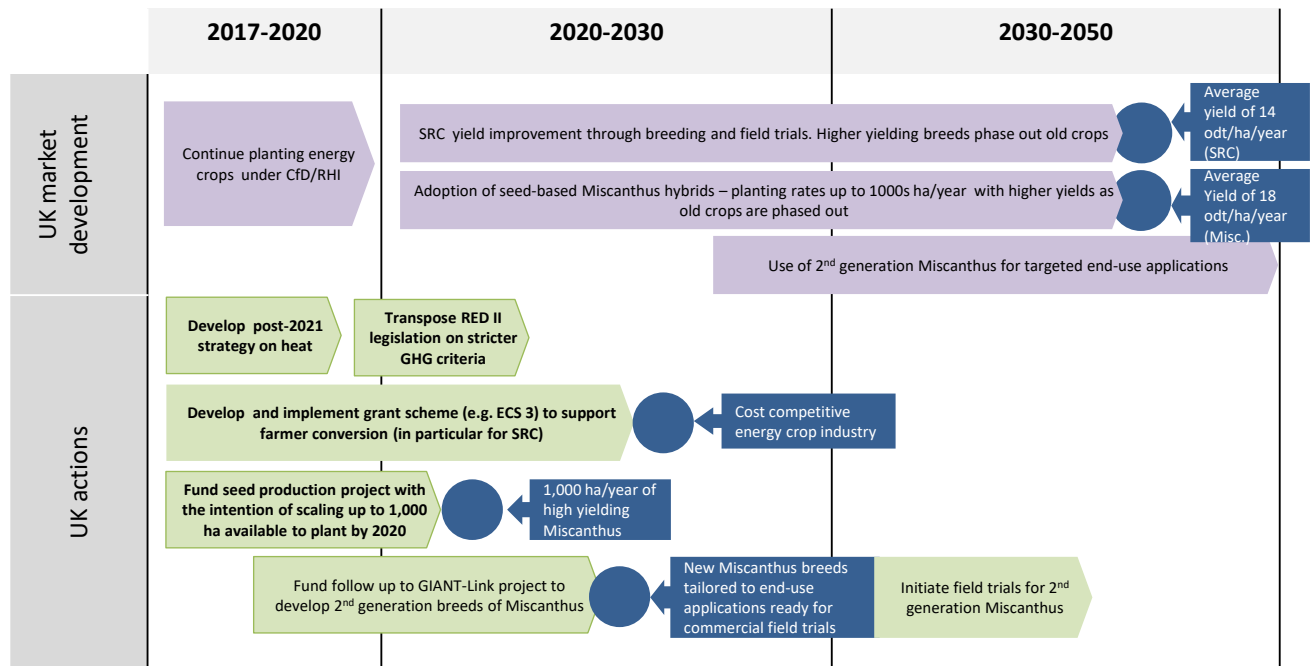 2017-2020
2020-2030
2030-2050
UK market
development
Continue planting energy
crops under CfD/RHI
SRC yield improvement through breeding and field trials. Higher yielding breeds phase out old crops
Average
yield of 14
odt/ha/year
(SRC)
Adoption of seed-based Miscanthus hybrids – planting rates up to 1000s ha/year with higher yields as
old crops are phased out
Average
Yield of 18
odt/ha/year
(Misc.)
Use of 2nd generation Miscanthus for targeted end-use applications
UK actions
Develop post-2021
strategy on heat
Transpose RED II
legislation on stricter
GHG criteria
Develop and implement grant scheme (e.g. ECS 3) to support
farmer conversion (in particular for SRC)
Cost competitive
energy crop industry
Fund seed production project with
the intention of scaling up to 1,000
ha available to plant by 2020
1,000 ha/year of
high yielding
Miscanthus
Fund follow up to GIANT-Link project to
develop 2nd generation breeds of Miscanthus
New Miscanthus breeds
tailored to end-use
applications ready for
commercial field trials
Initiate field trials for 2nd
generation Miscanthus